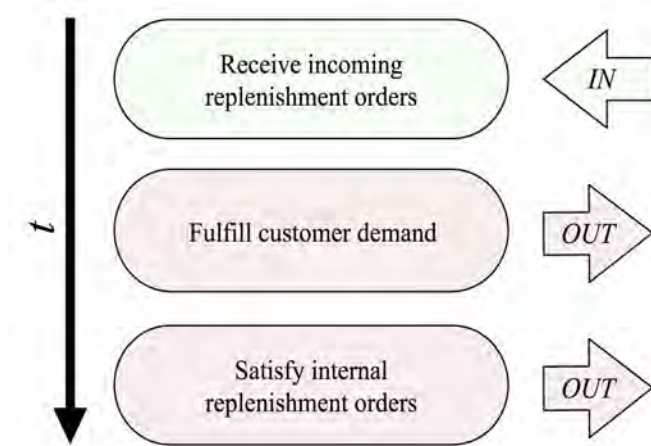 Receive incoming
replenishment orders
IN
t
Fulfill customer demand
OUT
Satisfy internal
replenishment orders
OUT